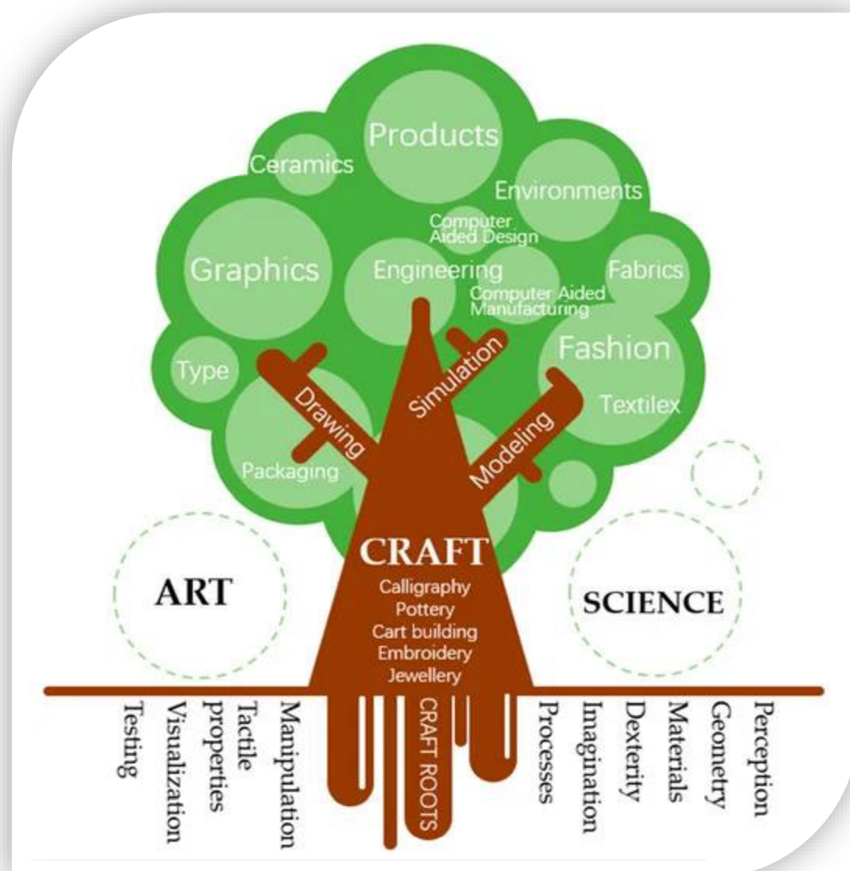 Products
Ceramics
Environments
Computer
Aided Design
Graphics
Engineering
Fabrics
Computer Aided
Manufacturing
Fashion
Type
Simulation
Drawing
Textilex
Modeling
Packaging
CRAFT
ART
Calligraphy
SCIENCE
Pottery
Cart building
Embroidery
Jewellery
Testing
Visualization
Tactile
properties
Manipulation
CRAFT ROOTS
Processes
Imagination
Dexterity
Materials
Geometry
Perception